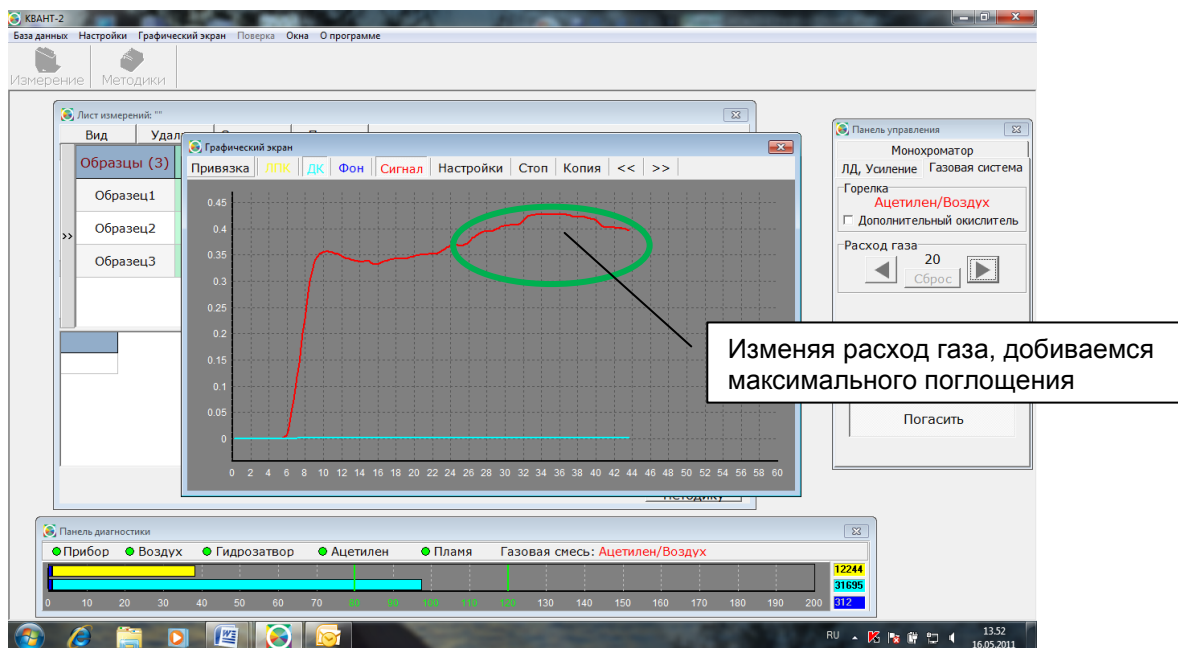 КВАНТ-2
База данных Настройки Графический экран Поверка Окна О программе
Измерение Методики
Лист измерений: ""
Вид
Образцы (3)
Образец1
Образец2
Образец3
>>
Графический экран
Привязка ЛПК ДК Фон Сигнал Настройки Стоп Копия << >>
0.45
0.4
0.35
0.3
0.25
0.2
0.15
0.1
0.05
0
0 2 4 6 8 10 12 14 16 18 20 22 24 26 28 30 32 34 36 38 40 42 44 46 48 50 52 54 56 58 60
Панель управления
Монохроматор
ЛД, Усиление Газовая система
Горелка
Ацетилен/Воздух
Дополнительный окислитель
Расход газа
20
Сброс
Изменяя расход газа, добиваемся
максимального поглощения
Погасить
Методику
Панель диагностики
Прибор Воздух Гидрозатвор Ацетилен Пламя Газовая смесь: Ацетилен/Воздух
12244
31695
312
0 10 20 30 40 50 60 70 80 90 100 110 120 130 140 150 160 170 180 190 200
RU
13.52
16.05.2011